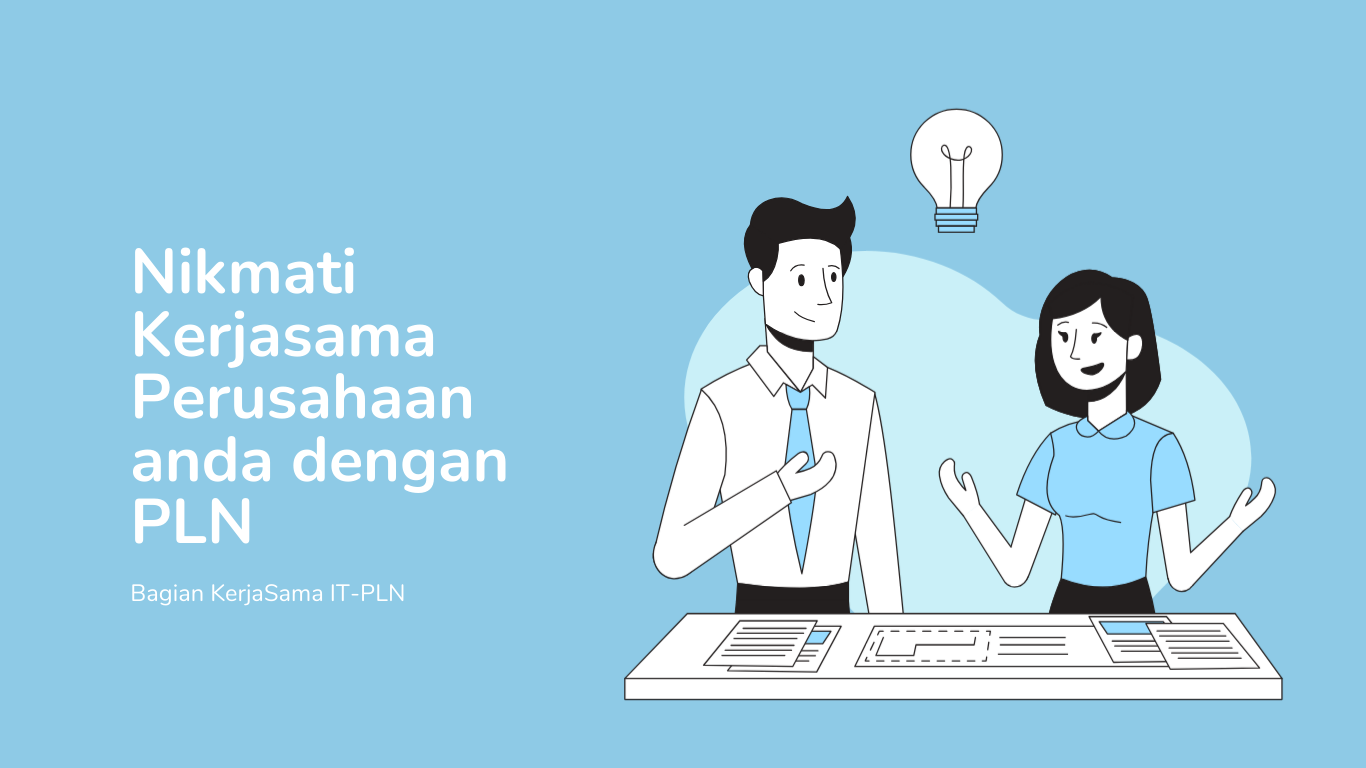 Nikmati
Kerjasama
Perusahaan
anda dengan
PLN
Bagian KerjaSama IT-PLN